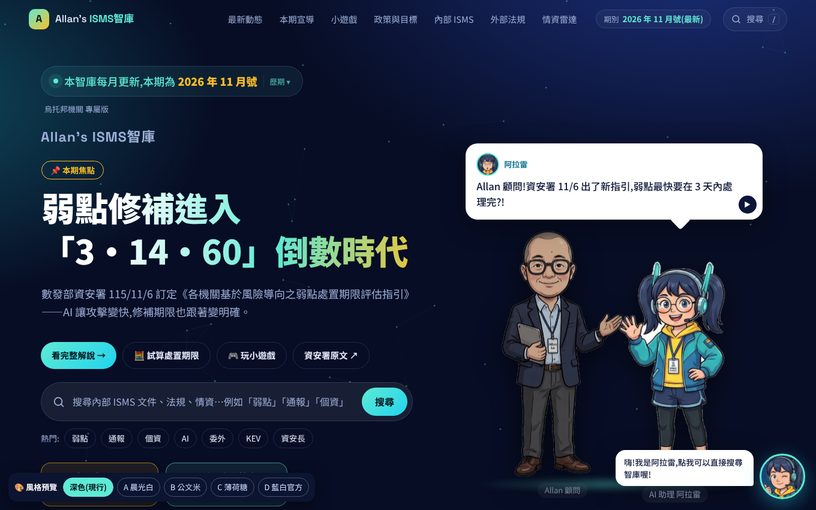 A Allan's ISMS智庫
最新動態 本期宣導 小遊戲 政策與目標 內部 ISMS 外部法規 情資雷達
期別 2026 年 11 月號(最新)
搜尋 /
本智庫每月更新,本期為 2026 年 11 月號 歷期 ▾
烏托邦機關 專屬版
Allan's ISMS智庫
📌 本期焦點
弱點修補進入
「3・14・60」倒數時代
數發部資安署 115/11/6 訂定《各機關基於風險導向之弱點處置期限評估指引》
——AI 讓攻擊變快,修補期限也跟著變明確。
看完整解說 → 🧮 試算處置期限 🎮 玩小遊戲 資安署原文 ↗
搜尋內部 ISMS 文件、法規、情資…例如「弱點」「通報」「個資」 搜尋
熱門: 弱點 通報 個資 AI 委外 KEV 資安長
🎨 風格預覽 深色(現行) A 晨光白 B 公文米 C 薄荷糖 D 藍白官方
阿拉雷
Allan 顧問!資安署 11/6 出了新指引,弱點最快要在 3 天內處
理完?!
▶
嗨!我是阿拉雷,點我可以直接搜尋
智庫喔!
Allan 顧問
AI 助理 阿拉雷